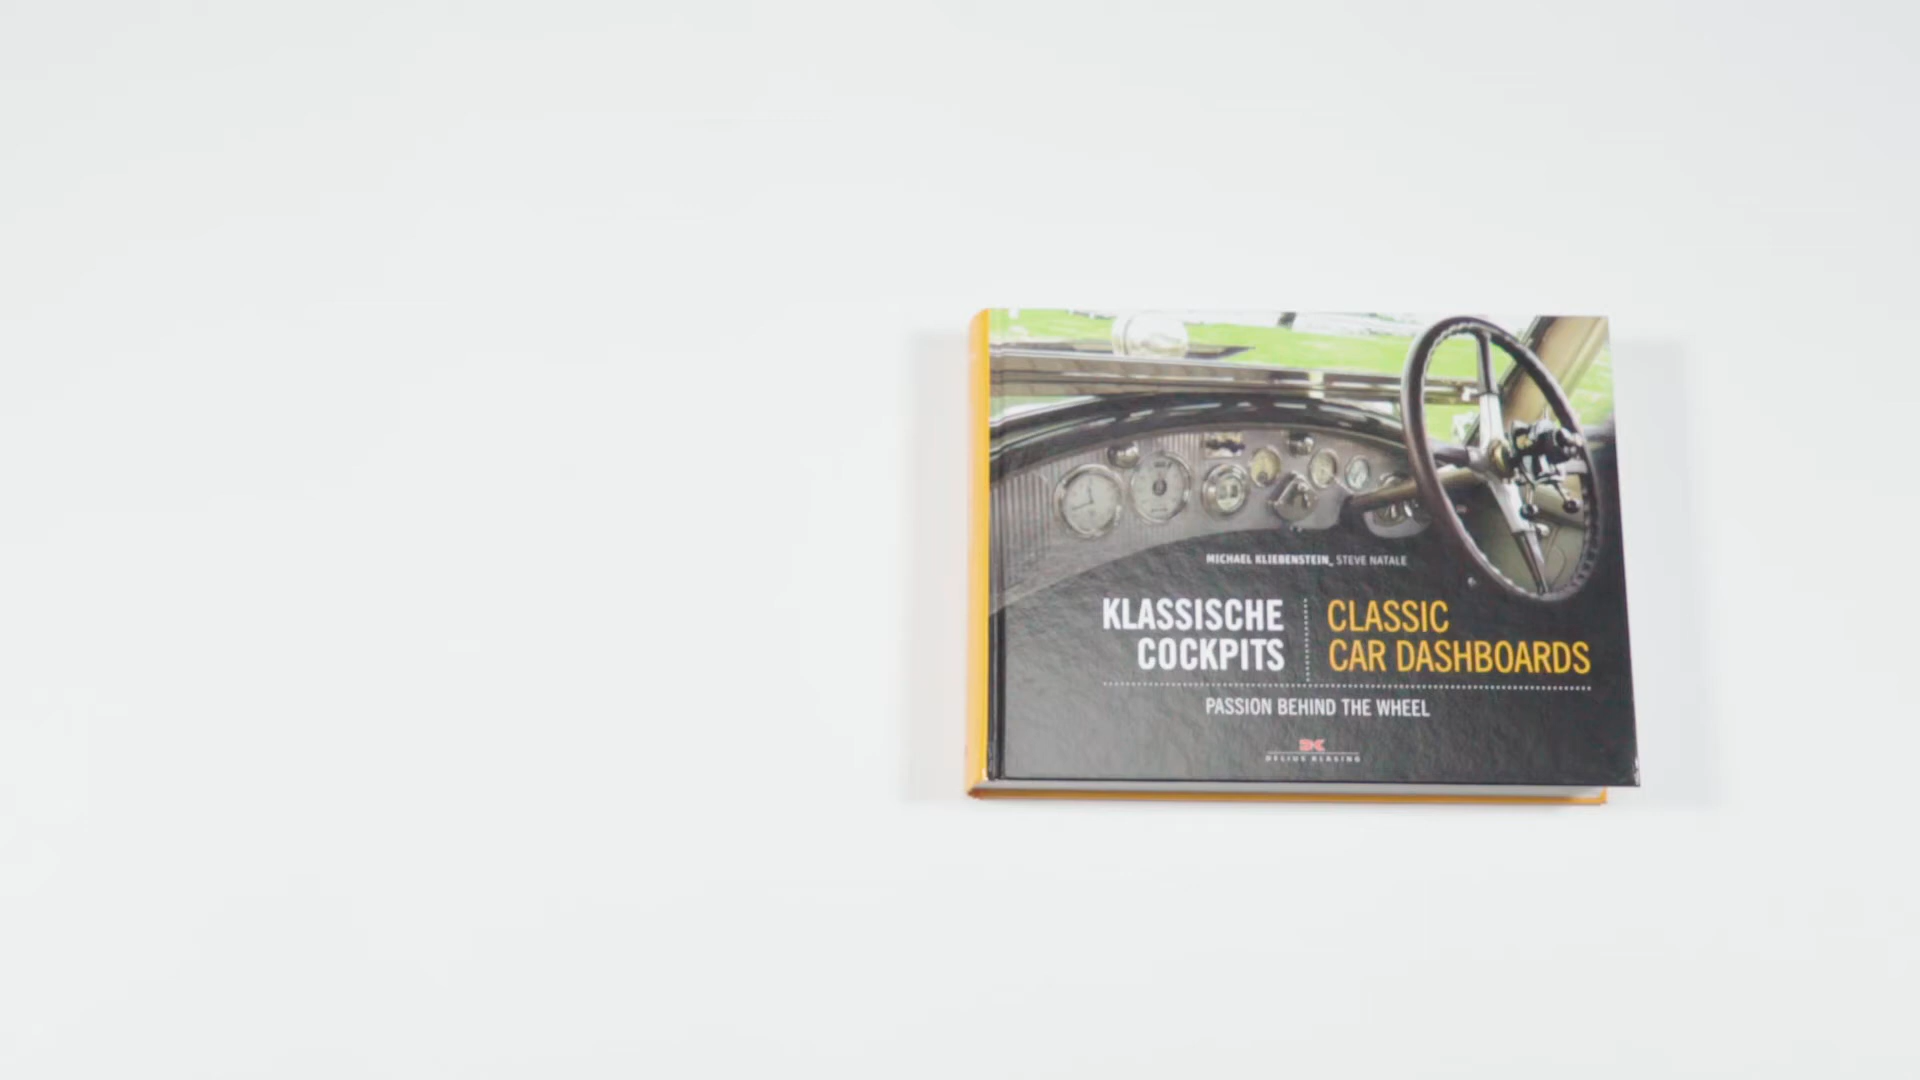 MICHAEL KLIEBENSTEIN, STEVE NATALE
KLASSISCHE
COCKPITS
CLASSIC
CAR DASHBOARDS
PASSION BEHIND THE WHEEL
DELIUS KLASING